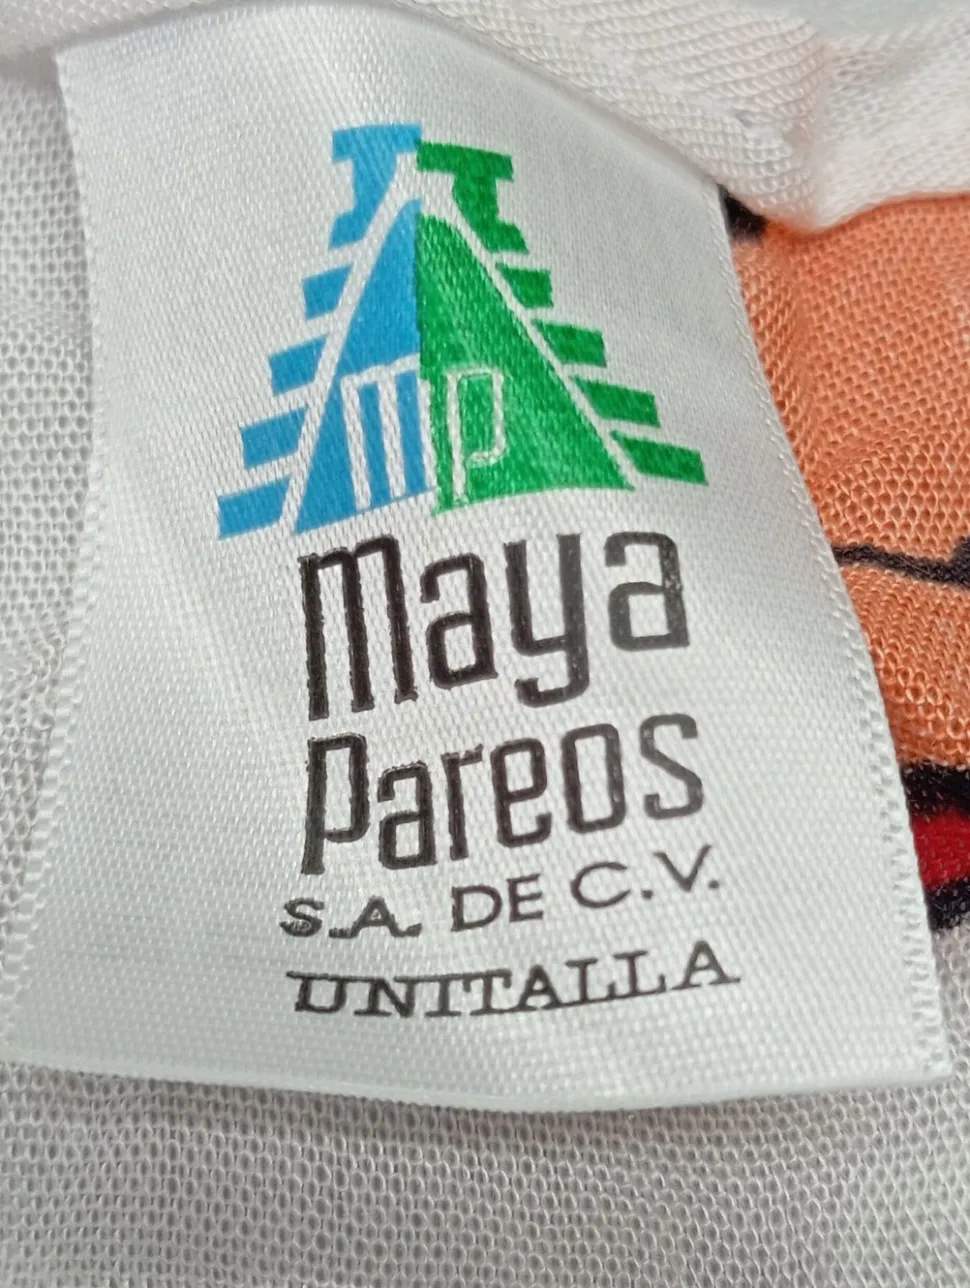 mp
Maya
Pareos
S.A. DE C.V.
UNITALLA